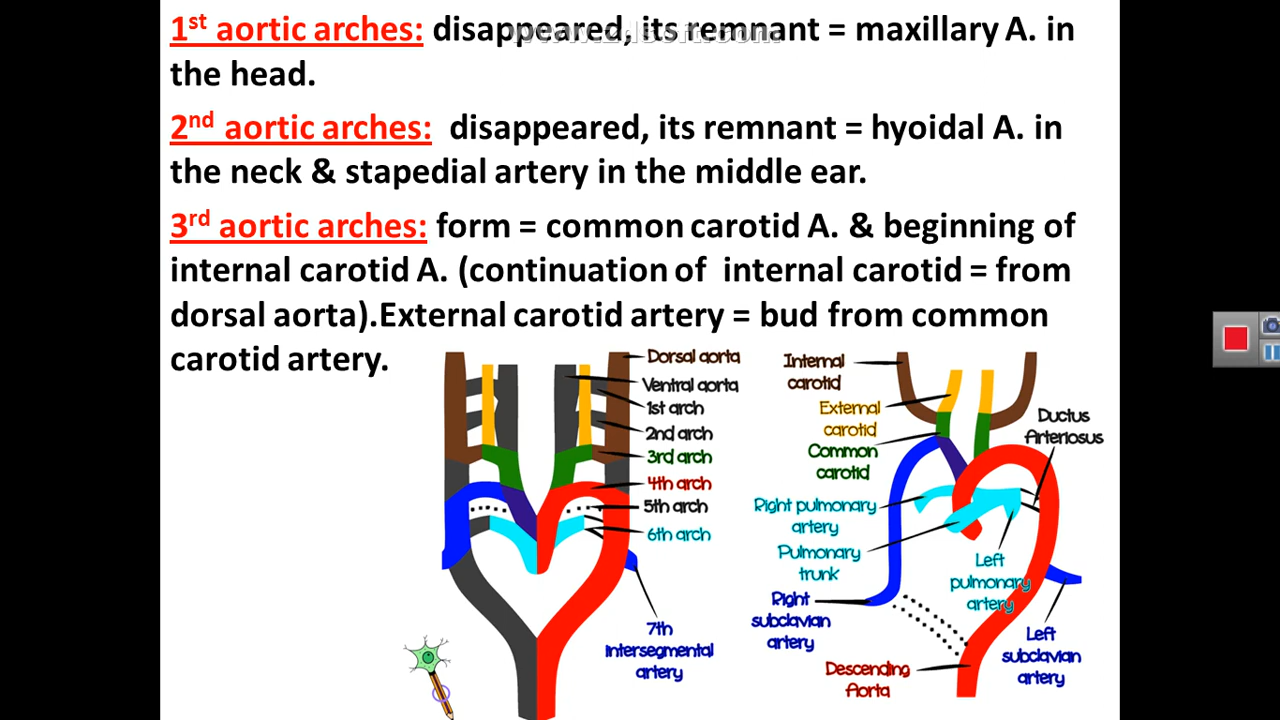 1st aortic arches: disappeared, its remnant = maxillary A. in
the head.
www.zdsoft.com
2nd aortic arches: disappeared, its remnant = hyoidal A. in
the neck & stapedial artery in the middle ear.
3rd aortic arches: form = common carotid A. & beginning of
internal carotid A. (continuation of internal carotid = from
dorsal aorta).External carotid artery = bud from common
carotid artery.
Dorsal aorta
Ventral aorta
1st arch
2nd arch
3rd arch
4th arch
5th arch
6th arch
7th
intersegmental
artery
Internal
carotid
External
carotid
Common
carotid
Ductus
Arteriosus
Right pulmonary
artery
Pulmonary
trunk
Left
pulmonary
artery
Right
subclavian
artery
Left
subclavian
artery
Descending
Aorta